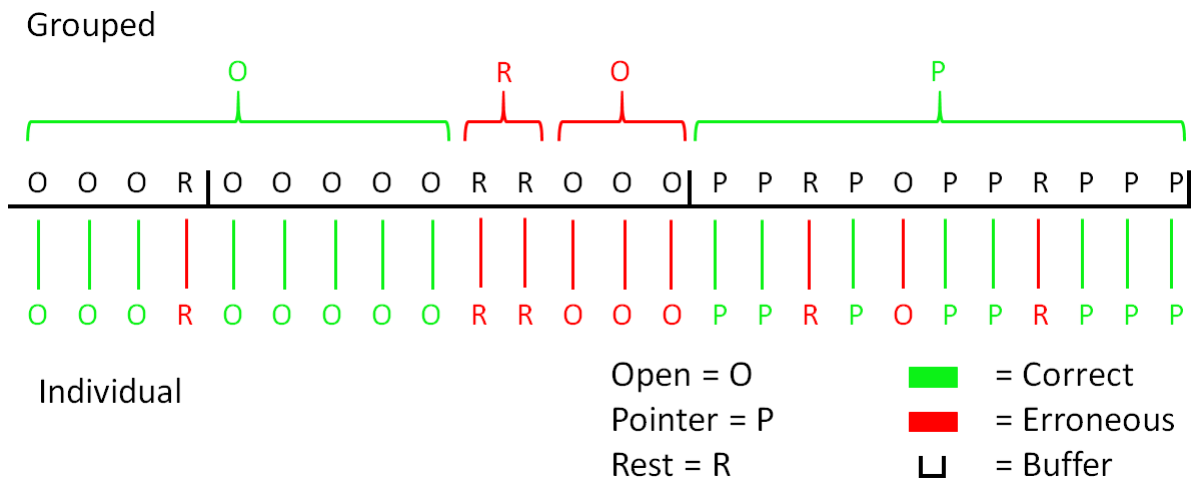 Grouped
O R O P
O O O R O O O O O R R O O O P P R P O P P R P P P
O O O R O O O O O R R O O O P P R P O P P R P P P
Individual
Open = O = Correct
Pointer = P = Erroneous
Rest = R = Buffer